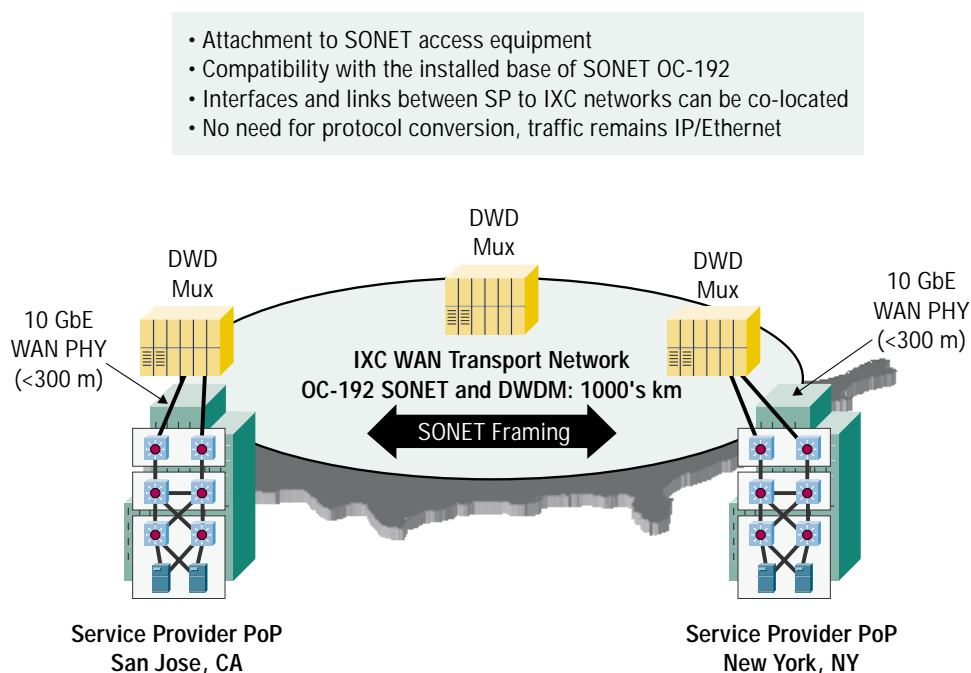 • Attachment to SONET access equipment
• Compatibility with the installed base of SONET OC-192
• Interfaces and links between SP to IXC networks can be co-located
• No need for protocol conversion, traffic remains IP/Ethernet
DWD
Mux
DWD
Mux
DWD
Mux
10 GbE
WAN PHY
(<300 m)
10 GbE
WAN PHY
(<300 m)
IXC WAN Transport Network
OC-192 SONET and DWDM: 1000's km
SONET Framing
Service Provider PoP
San Jose, CA
Service Provider PoP
New York, NY